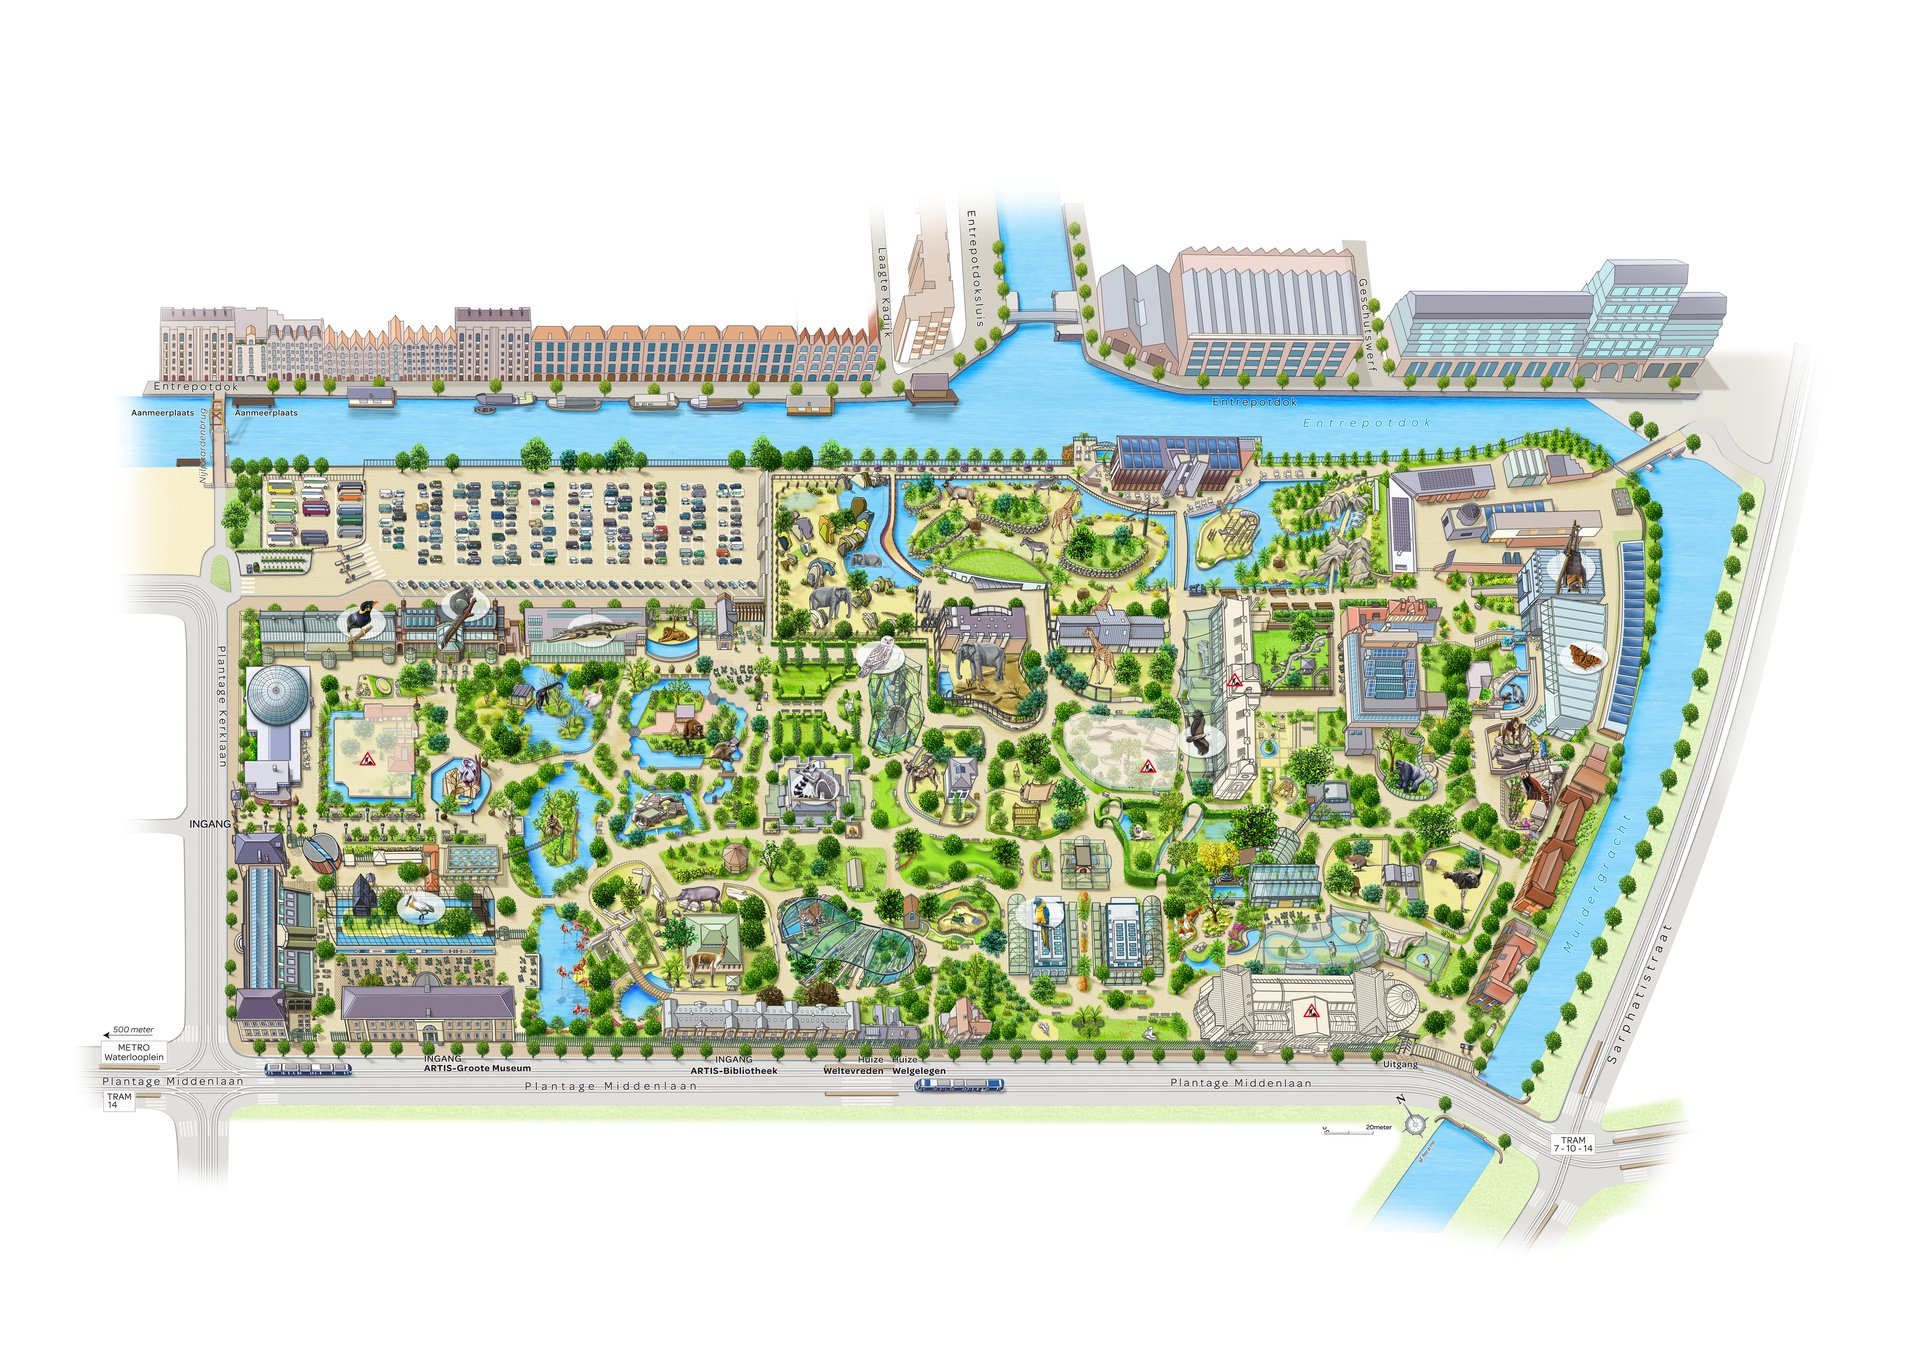 Laagte Kadijk
Entrepotdoksluis
Geschutswerf
Entrepotdok
Aanmeerplaats
Aanmeerplaats
Nijlpaardenbrug
Entrepotdok
Entrepotdok
Plantage Kerklaan
INGANG
Muidergracht
Sarphatistraat
500 meter
METRO
Waterlooplein
Plantage Middenlaan
TRAM
14
INGANG
ARTIS-Groote Museum
INGANG
ARTIS-Bibliotheek
Huize
Weltevreden
Huize
Welgelegen
Plantage Middenlaan
Plantage Middenlaan
Uitgang
N
20meter
TRAM
7 - 10 - 14